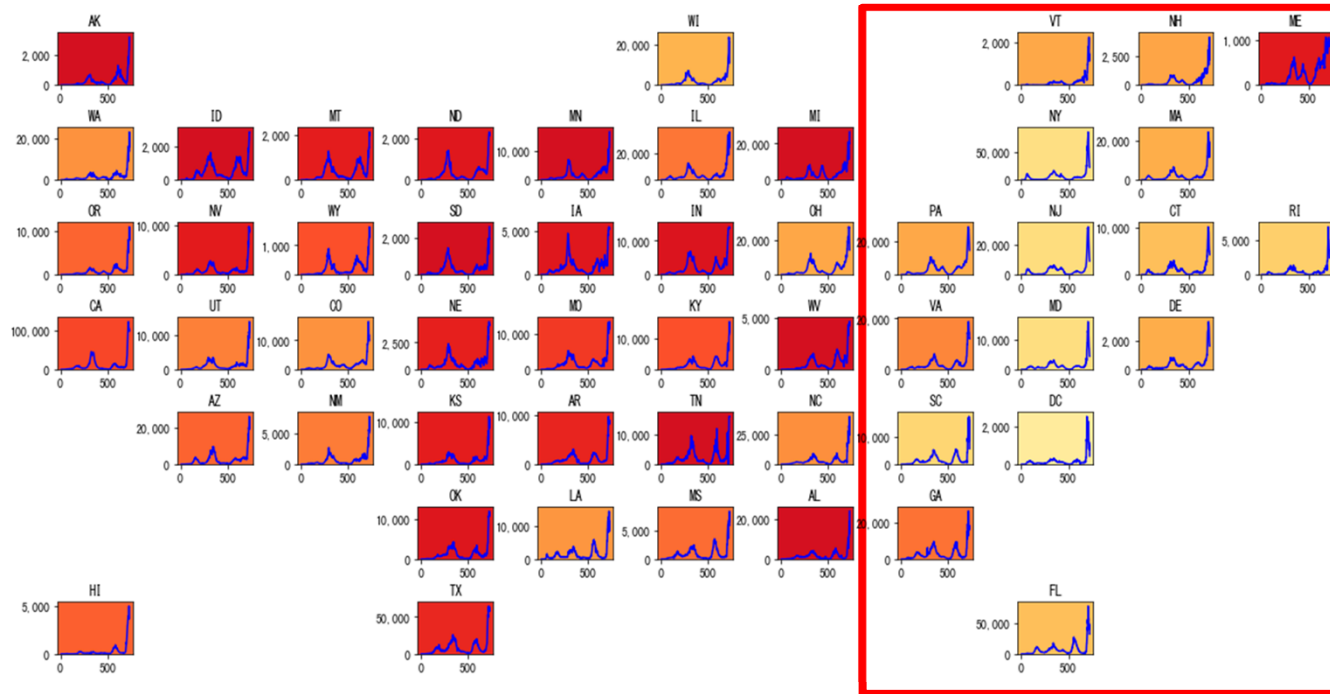 AK WI VT NH ME
2,000 20,000 2,000 2,500 1,000
0 0 0 0 0
0 500 0 500 0 500 0 500 0 500
WA ID MT ND MN IL MI NY MA
20,000 2,000 2,000 2,000 10,000 20,000 20,000 50,000 20,000
0 0 0 0 0 0 0 0 0
0 500 0 500 0 500 0 500 0 500 0 500 0 500 0 500 0 500
OR NV WY SD IA IN OH PA NJ CT RI
10,000 10,000 1,000 2,000 5,000 10,000 20,000 20,000 20,000 10,000 5,000
0 0 0 0 0 0 0 0 0 0 0
0 500 0 500 0 500 0 500 0 500 0 500 0 500 0 500 0 500 0 500 0 500
CA UT CO NE MO KY WV VA MD DE
100,000 10,000 10,000 2,500 10,000 10,000 5,000 20,000 10,000 2,000
0 0 0 0 0 0 0 0 0 0
0 500 0 500 0 500 0 500 0 500 0 500 0 500 0 500 0 500 0 500
AZ NM KS AR TN NC SC DC
20,000 5,000 10,000 10,000 10,000 25,000 10,000 2,000
0 0 0 0 0 0 0 0
0 500 0 500 0 500 0 500 0 500 0 500 0 500 0 500
OK LA MS AL GA
10,000 10,000 5,000 20,000 20,000
0 0 0 0 0
0 500 0 500 0 500 0 500 0 500
HI TX FL
5,000 50,000 50,000
0 0 0
0 500 0 500 0 500